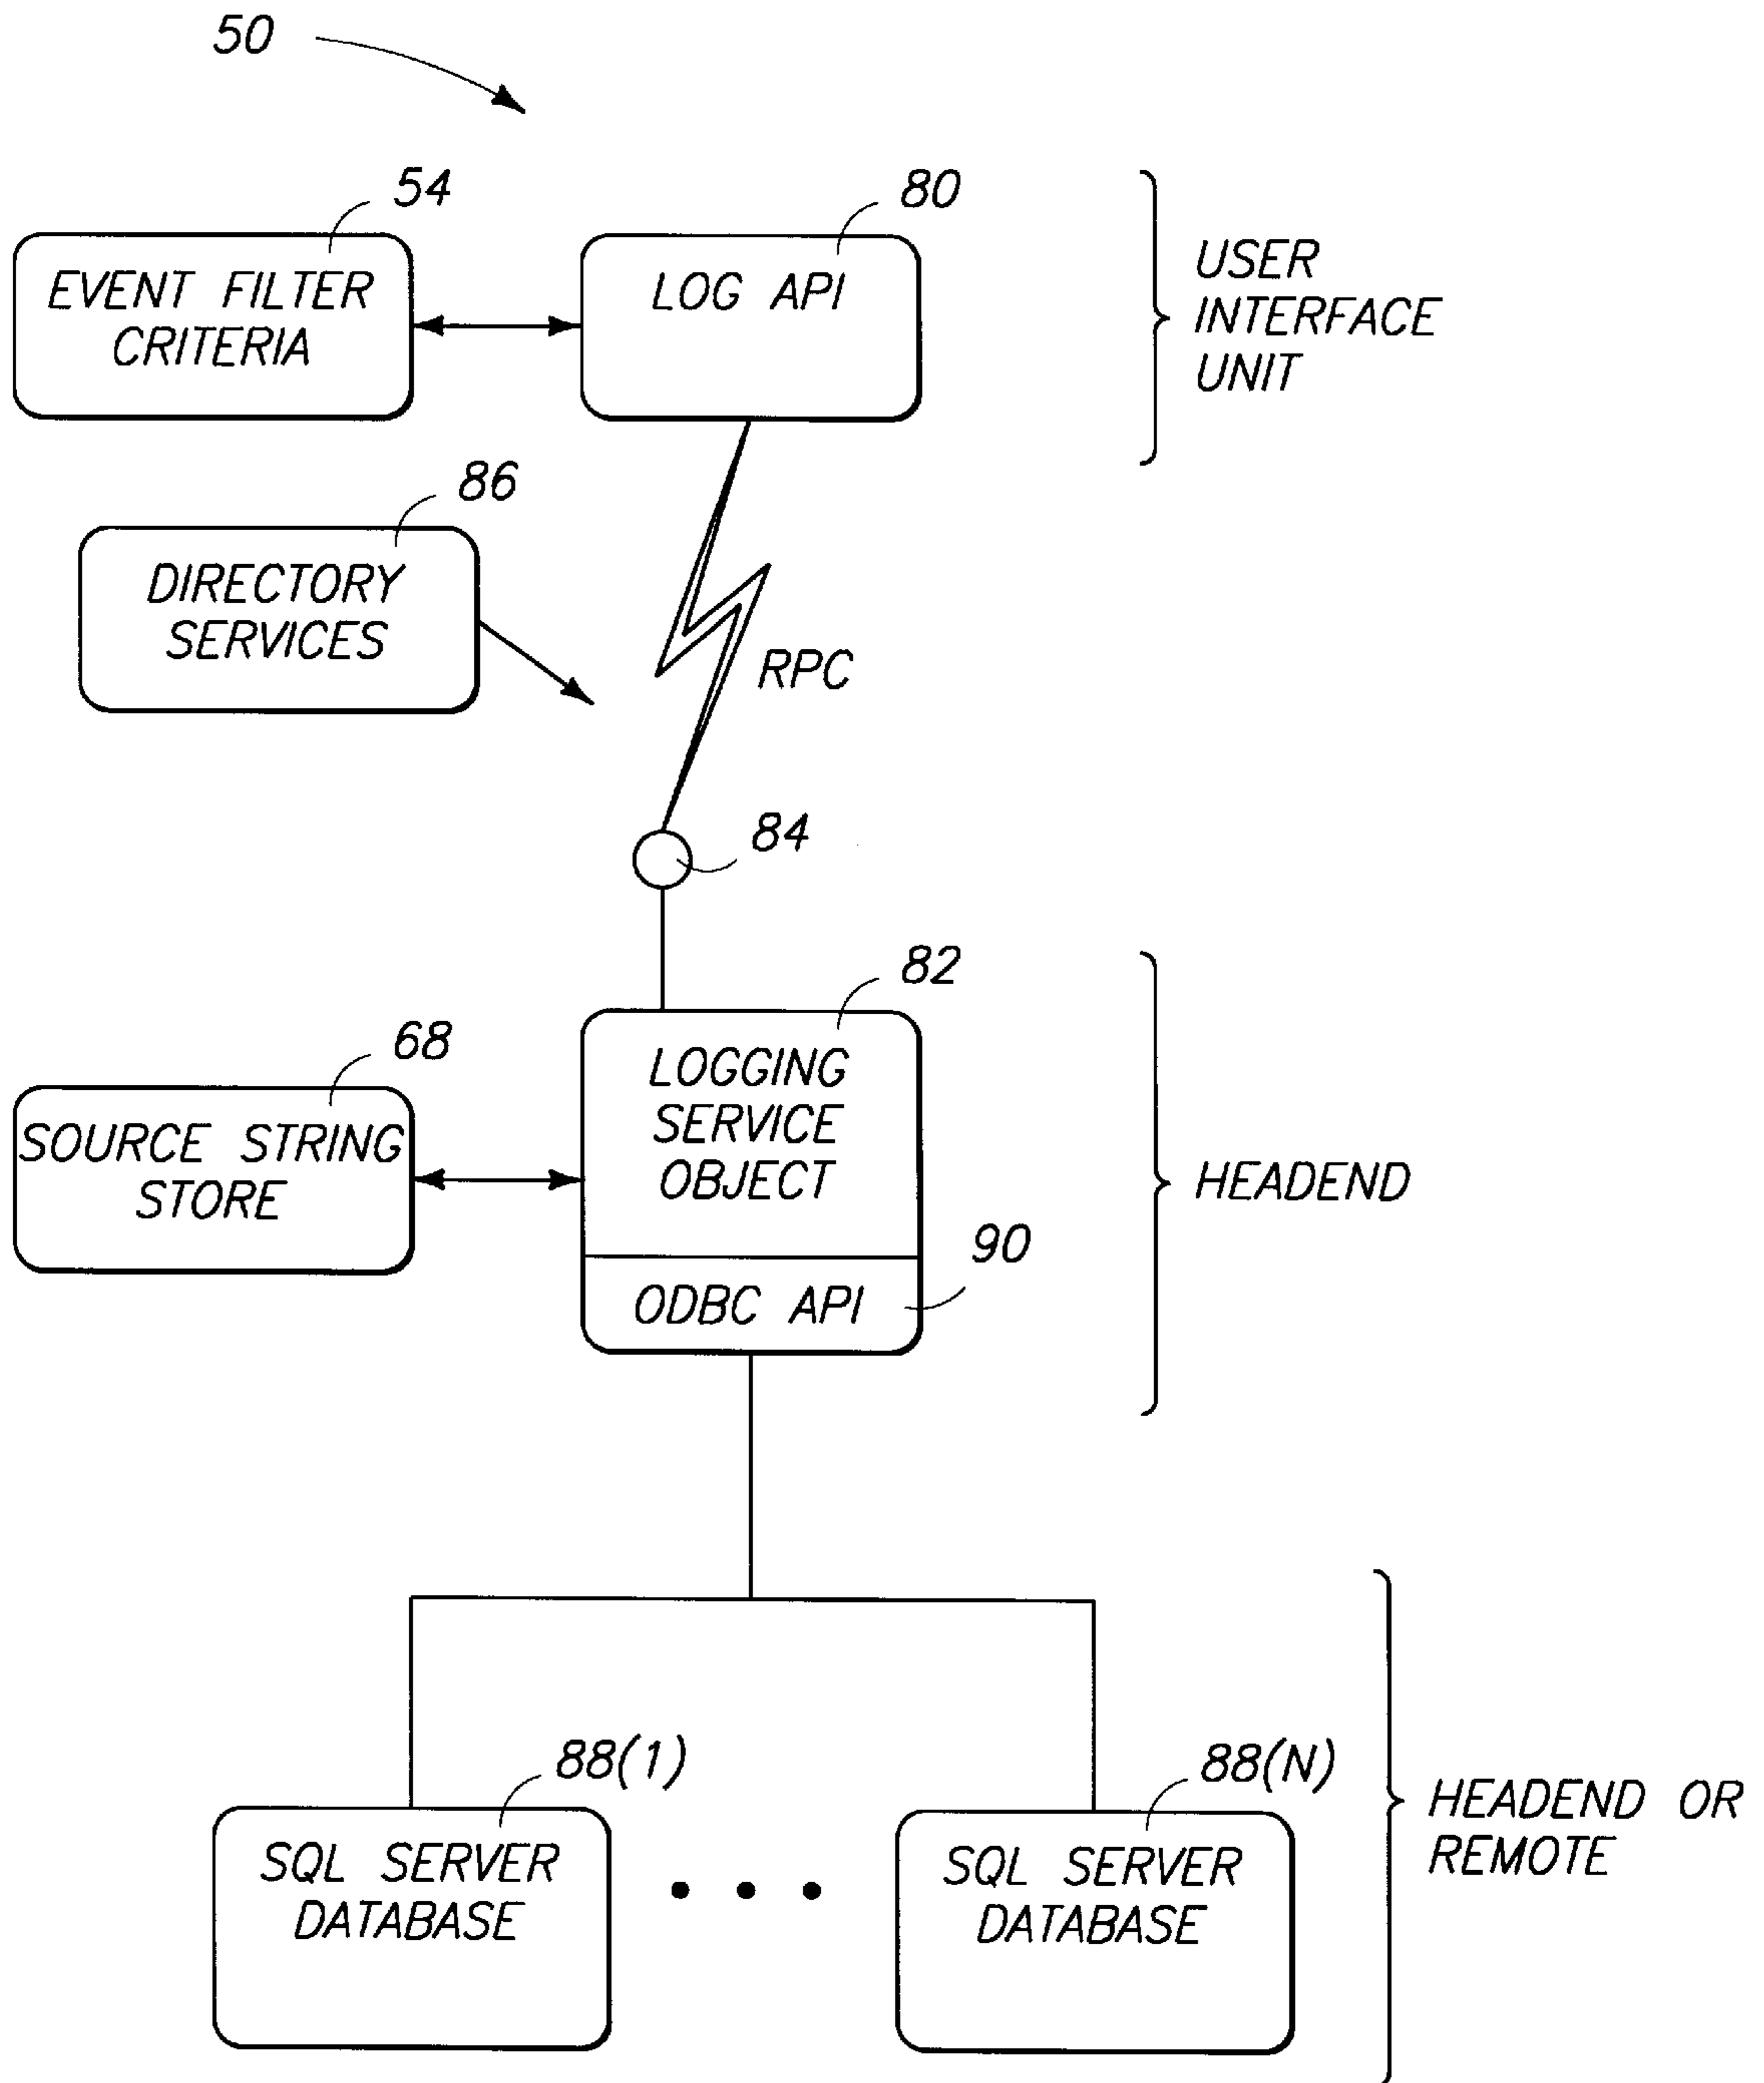 50
54
80
EVENT FILTER
CRITERIA
LOG API
USER
INTERFACE
UNIT
86
DIRECTORY
SERVICES
RPC
84
82
68
LOGGING
SERVICE
OBJECT
SOURCE STRING
STORE
HEADEND
90
ODBC API
88(1)
88(N)
SQL SERVER
DATABASE
SQL SERVER
DATABASE
HEADEND OR
REMOTE